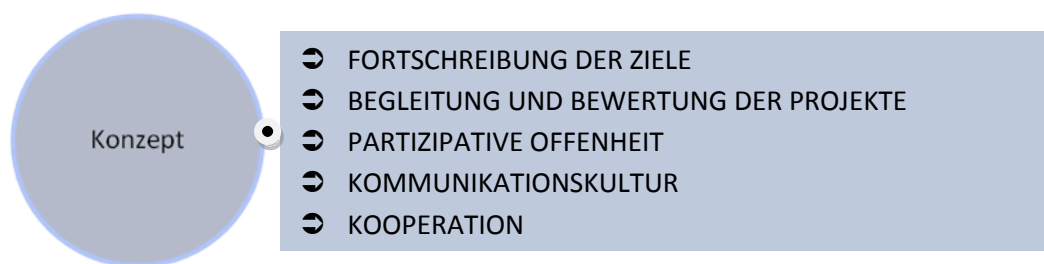 Konzept
FORTSCHREIBUNG DER ZIELE
BEGLEITUNG UND BEWERTUNG DER PROJEKTE
PARTIZIPATIVE OFFENHEIT
KOMMUNIKATIONSKULTUR
KOOPERATION